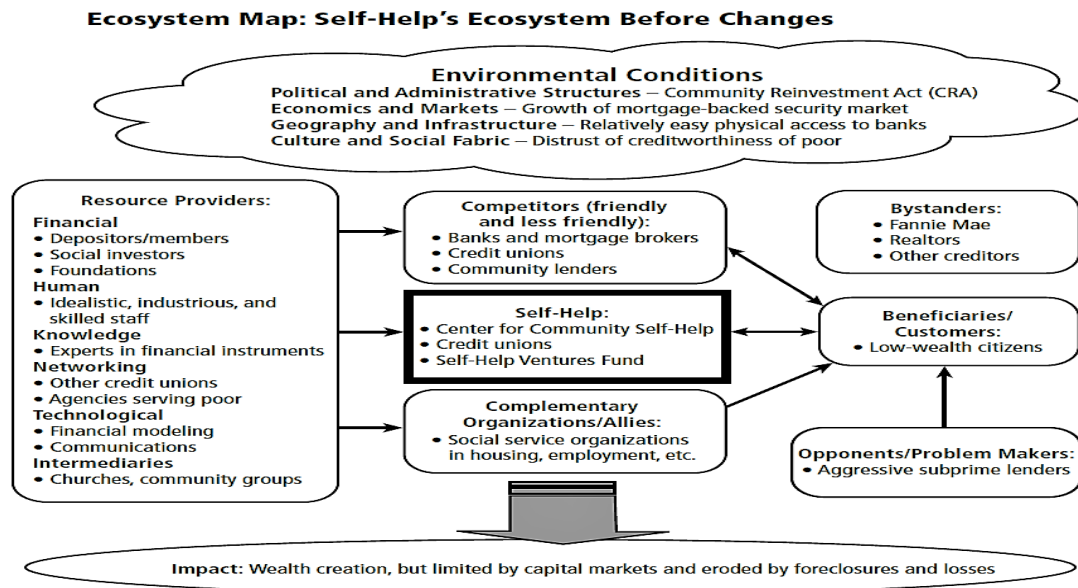 Ecosystem Map: Self-Help's Ecosystem Before Changes
Environmental Conditions
Political and Administrative Structures – Community Reinvestment Act (CRA)
Economics and Markets – Growth of mortgage-backed security market
Geography and Infrastructure – Relatively easy physical access to banks
Culture and Social Fabric – Distrust of creditworthiness of poor
Resource Providers:
Financial
• Depositors/members
• Social investors
• Foundations
Human
• Idealistic, industrious, and
skilled staff
Knowledge
• Experts in financial instruments
Networking
• Other credit unions
• Agencies serving poor
Technological
• Financial modeling
• Communications
Intermediaries
• Churches, community groups
Competitors (friendly
and less friendly):
• Banks and mortgage brokers
• Credit unions
• Community lenders
Self-Help:
• Center for Community Self-Help
• Credit unions
• Self-Help Ventures Fund
Complementary
Organizations/Allies:
• Social service organizations
in housing, employment, etc.
Bystanders:
• Fannie Mae
• Realtors
• Other creditors
Beneficiaries/
Customers:
• Low-wealth citizens
Opponents/Problem Makers:
• Aggressive subprime lenders
Impact: Wealth creation, but limited by capital markets and eroded by foreclosures and losses